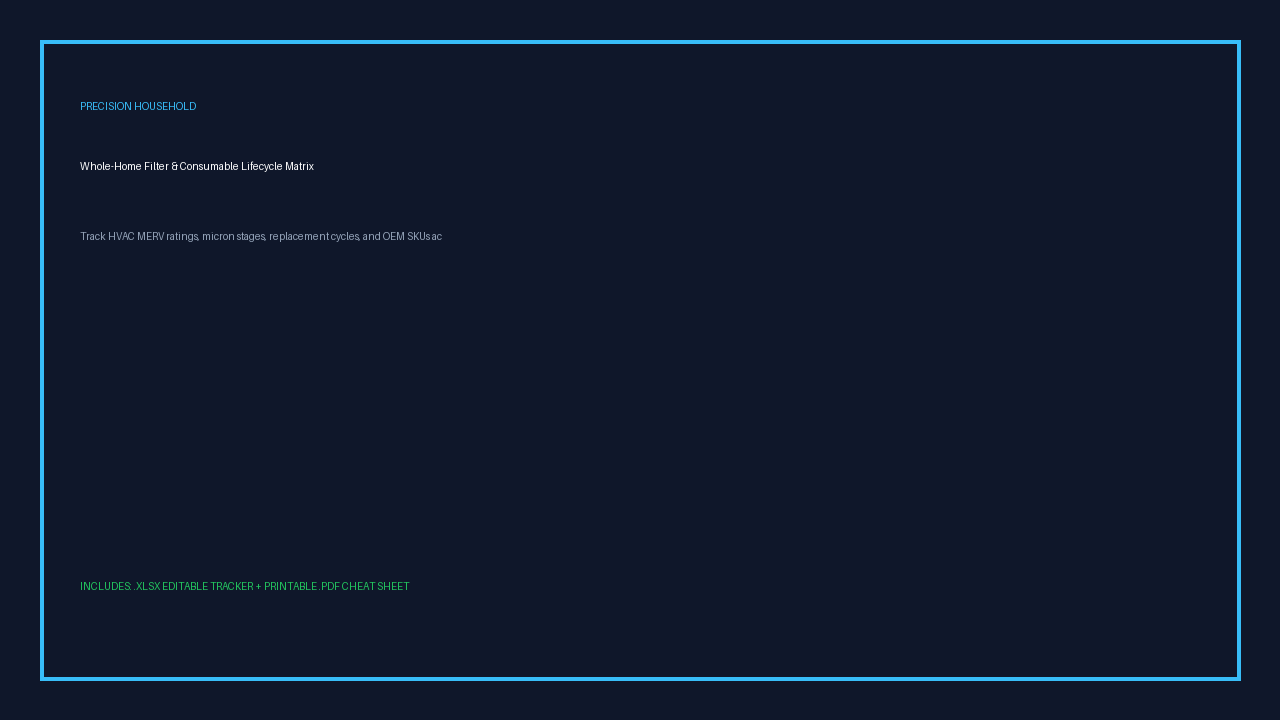 PRECISION HOUSEHOLD
Whole-Home Filter & Consumable Lifecycle Matrix
Track HVAC MERV ratings, micron stages, replacement cycles, and OEM SKUs ac
INCLUDES: .XLSX EDITABLE TRACKER + PRINTABLE .PDF CHEAT SHEET